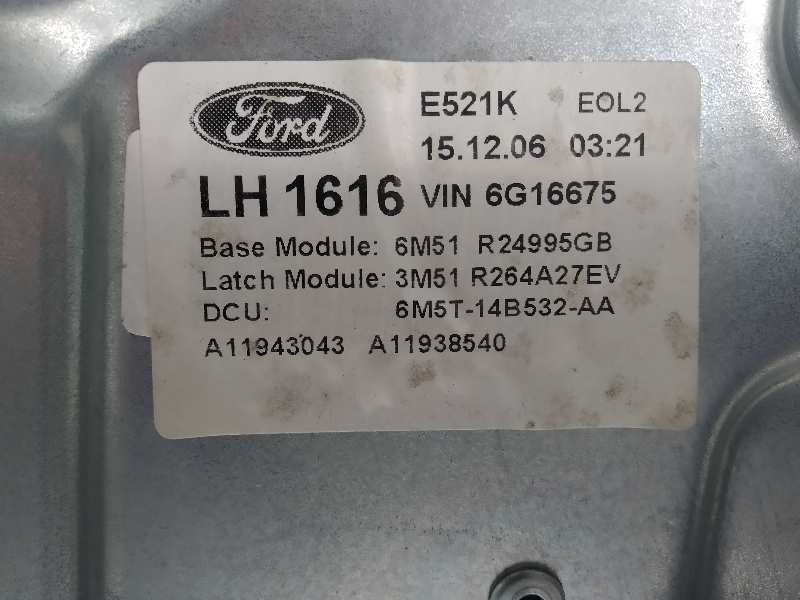 Ford E521K EOL2
15.12.06 03:21
LH 1616 VIN 6G16675
Base Module: 6M51 R24995GB
Latch Module: 3M51 R264A27EV
DCU: 6M5T-14B532-AA
A11943043 A11938540